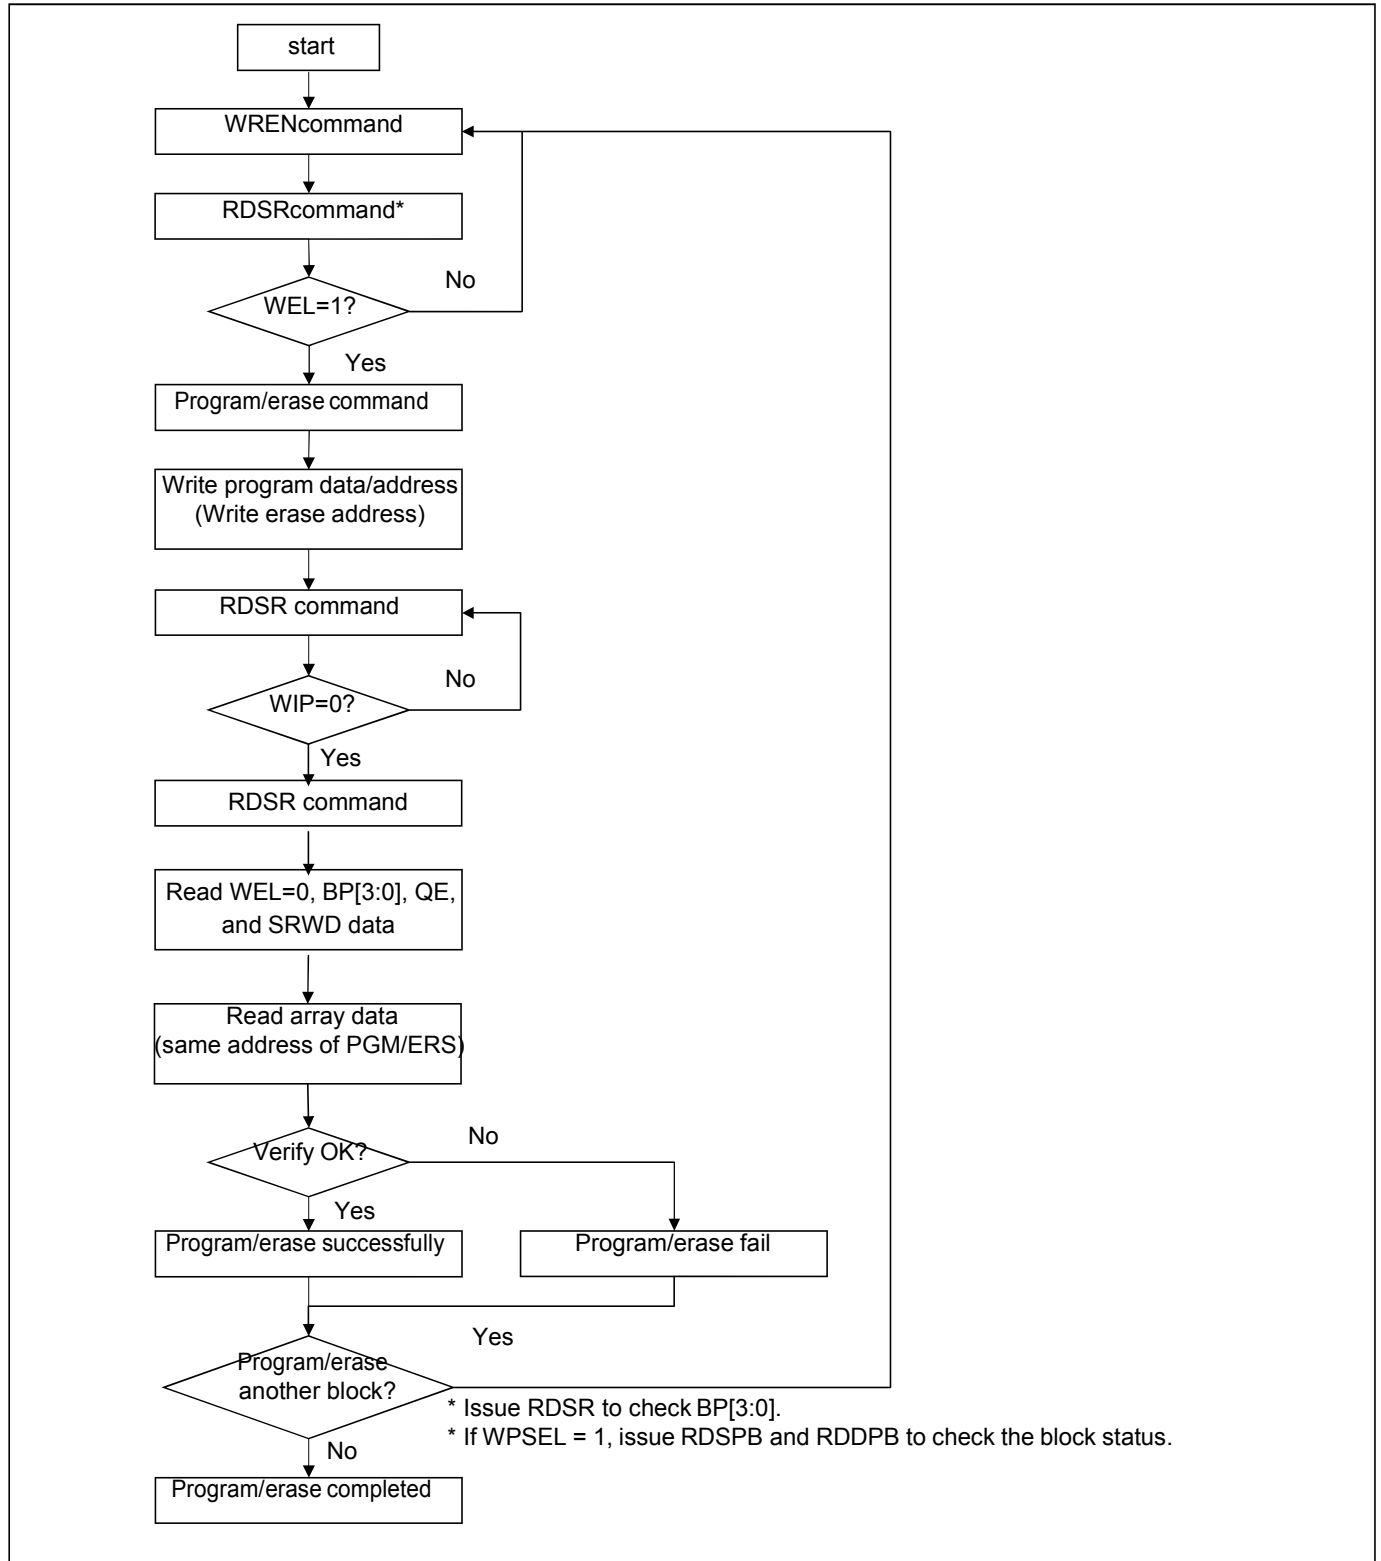 start
WRENcommand
RDSRcommand*
No
WEL=1?
Yes
Program/erase command
Write program data/address
(Write erase address)
RDSR command
No
WIP=0?
Yes
RDSR command
Read WEL=0, BP[3:0], QE,
and SRWD data
Read array data
(same address of PGM/ERS)
No
Verify OK?
Yes
Program/erase successfully
Program/erase fail
Yes
Program/erase
another block?
* Issue RDSR to check BP[3:0].
* If WPSEL = 1, issue RDSPB and RDDPB to check the block status.
No
Program/erase completed